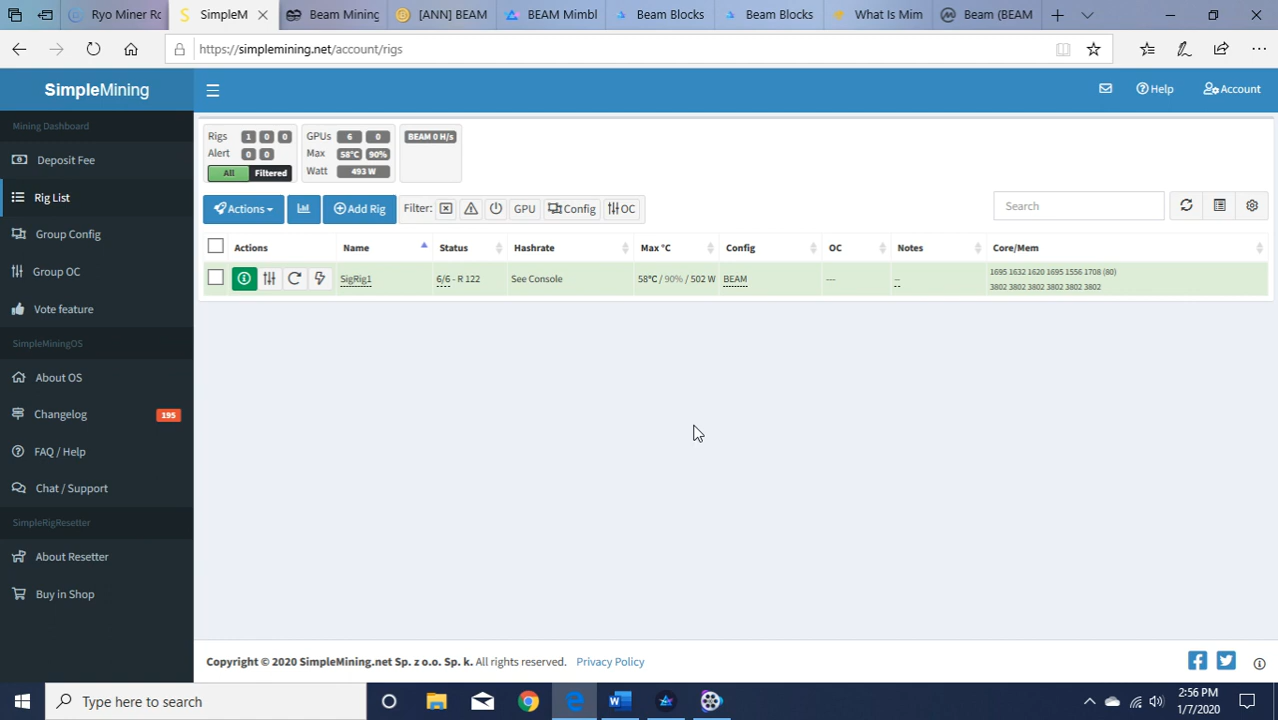 Ryo Miner Ro
SimpleM
Beam Mining
[ANN] BEAM
BEAM Mimbl
Beam Blocks
Beam Blocks
What Is Mim
Beam (BEAM
https://simplemining.net/account/rigs
SimpleMining
Help
Account
Mining Dashboard
Deposit Fee
Rig List
Group Config
Group OC
Vote feature
SimpleMiningOS
About OS
Changelog 195
FAQ / Help
Chat / Support
SimpleRigResetter
About Resetter
Buy in Shop
Rigs 1 0 0
Alert 0 0
All Filtered
GPUs 6 0
Max 58°C 90%
Watt 493 W
BEAM 0 H/s
Actions
Add Rig
Filter:
GPU
Config
OC
Search
Actions Name Status Hashrate Max °C Config OC Notes Core/Mem
SigRig1 6/6 - R 122 See Console 58°C / 90% / 502 W BEAM --- -- 1695 1632 1620 1695 1556 1708 (80)
3802 3802 3802 3802 3802 3802
Copyright © 2020 SimpleMining.net Sp. z o.o. Sp. k. All rights reserved. Privacy Policy
Type here to search
2:56 PM
1/7/2020